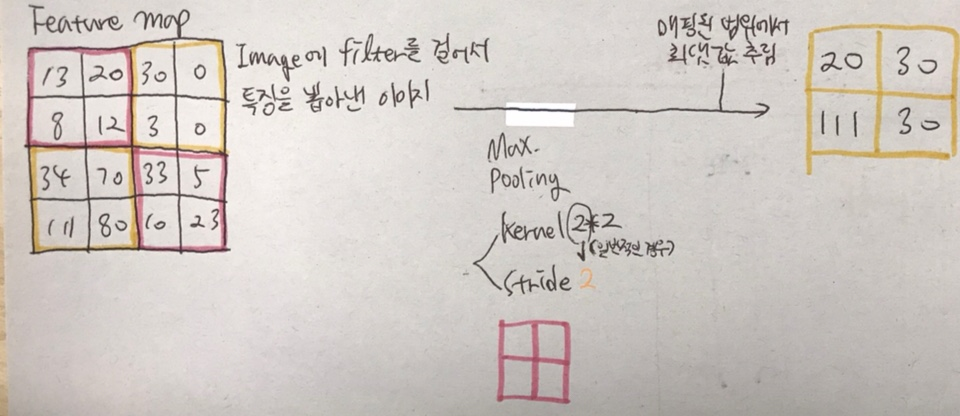 Feature map
13 20 30 0
8 12 3 0
34 70 33 5
111 80 10 23
Image에 filter를 걸어서
특징을 뽑아낸 이미지
Max.
Pooling
kernel 2*2
(일반적인 경우)
Stride 2
매핑된 범위에서
최댓값 추림
20 30
111 30